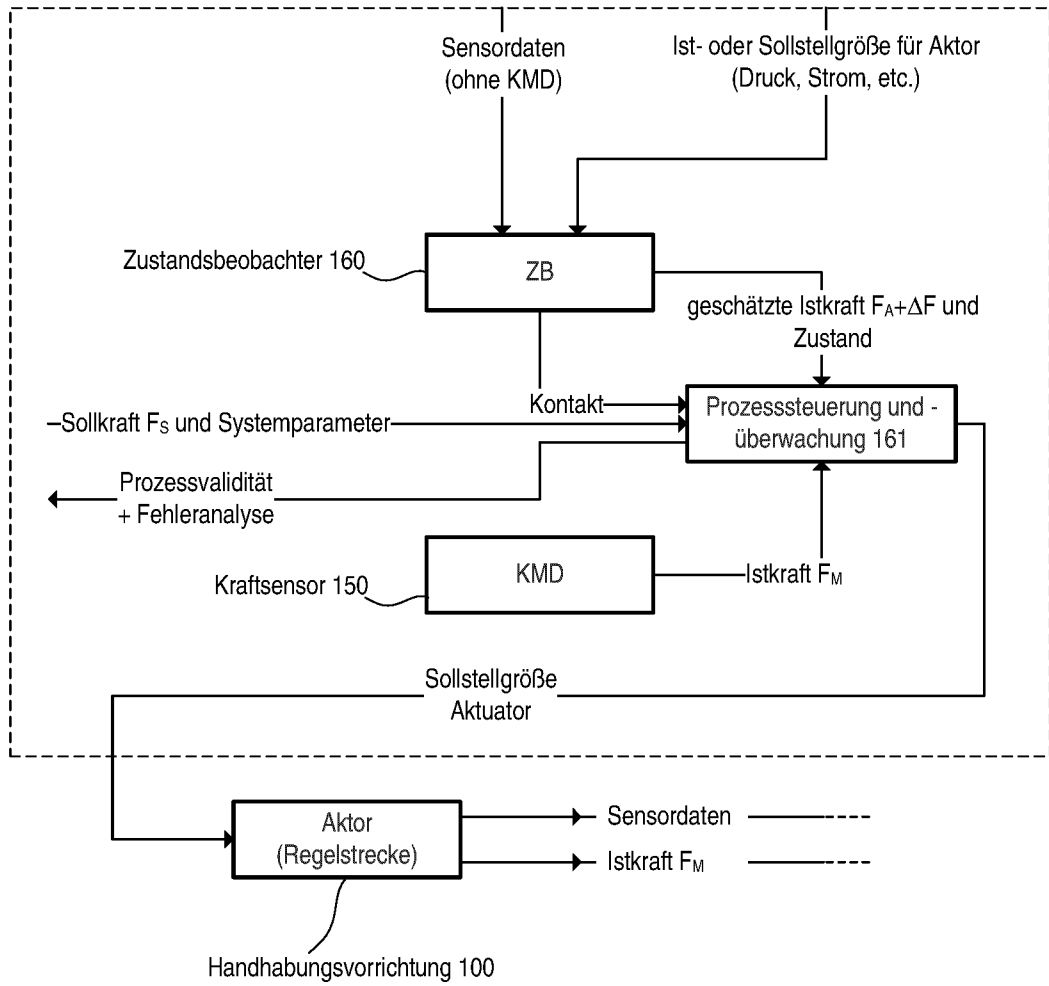 Sensordaten
(ohne KMD)
Ist- oder Sollstellgröße für Aktor
(Druck, Strom, etc.)
Zustandsbeobachter 160
ZB
geschätzte Istkraft FA+ΔF und
Zustand
Kontakt
Sollkraft FS und Systemparameter
Prozesssteuerung und -
überwachung 161
Prozessvalidität
+ Fehleranalyse
Kraftsensor 150
KMD
Istkraft FM
Sollstellgröße
Aktuator
Aktor
(Regelstrecke)
Sensordaten
Istkraft FM
Handhabungsvorrichtung 100